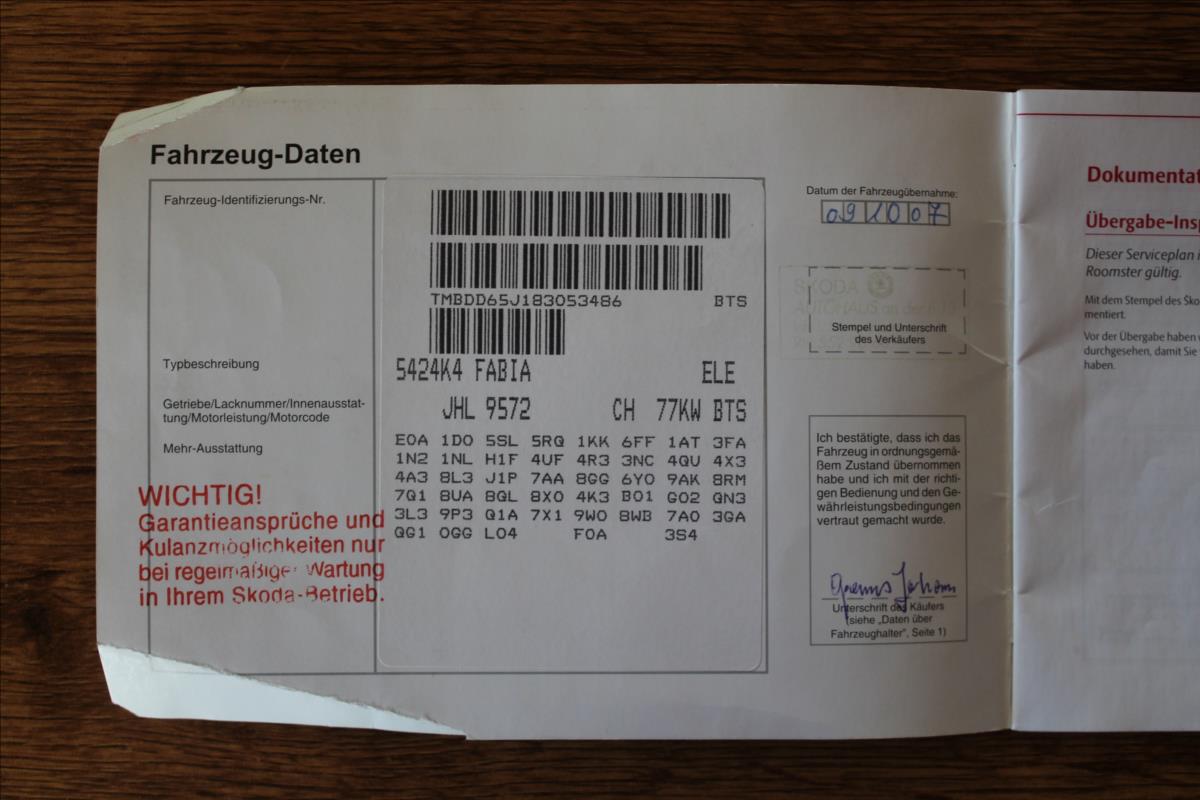 Fahrzeug-Daten
Fahrzeug-Identifizierungs-Nr.
TMBDD65J183053486 BTS
Typbeschreibung
5424K4 FABIA ELE
Getriebe/Lacknummer/Innenausstat-
tung/Motorleistung/Motorcode
JHL 9572 CH 77KW BTS
Mehr-Ausstattung
E0A 1D0 5SL 5RQ 1KK 6FF 1AT 3FA
1N2 1NL H1F 4UF 4R3 3NC 4QU 4X3
4A3 8L3 J1P 7AA 8GG 6Y0 9AK 8RM
7Q1 8UA 8QL 8X0 4K3 B01 G02 QN3
3L3 9P3 Q1A 7X1 9W0 8WB 7A0 3GA
QG1 0GG L04 F0A 3S4
WICHTIG!
Garantieansprüche und
Kulanzmöglichkeiten nur
bei regelmäßiger Wartung
in Ihrem Skoda-Betrieb.
Datum der Fahrzeugübernahme:
091007
SKODA
AUTOHAUS an der
Stempel und Unterschrift
des Verkäufers
Ich bestätigte, dass ich das
Fahrzeug in ordnungsgemä-
ßem Zustand übernommen
habe und ich mit der richti-
gen Bedienung und den Ge-
währleistungsbedingungen
vertraut gemacht wurde.
Unterschrift des Käufers
(siehe „Daten über
Fahrzeughalter", Seite 1)
Dokumentat
Übergabe-Insp
Dieser Serviceplan i
Roomster gültig.
Mit dem Stempel des Sko
mentiert.
Vor der Übergabe haben w
durchgesehen, damit Sie
haben.